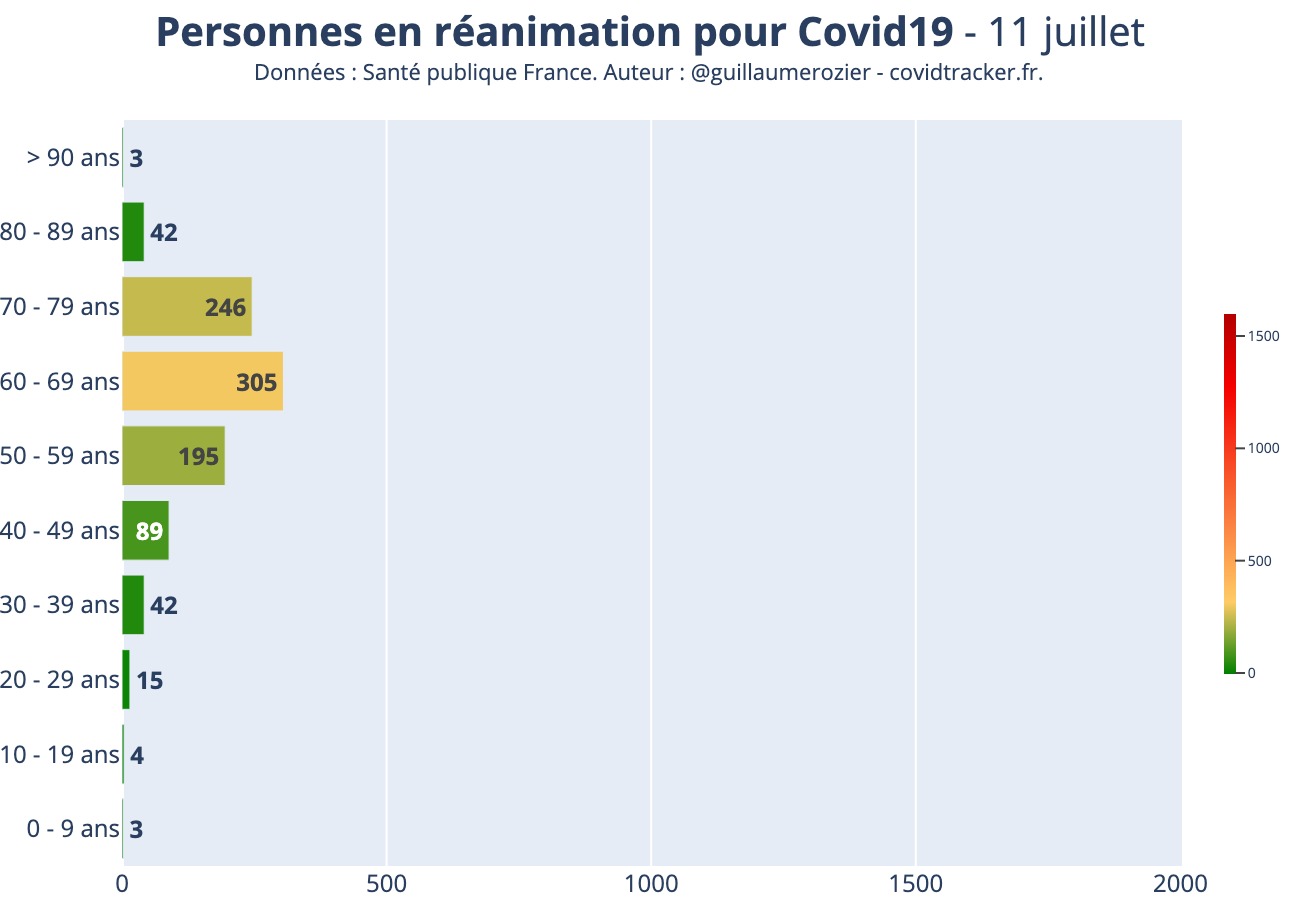 Personnes en réanimation pour Covid19 - 11 juillet
Données : Santé publique France. Auteur : @guillaumerozier - covidtracker.fr.
> 90 ans 3
80 - 89 ans 42
70 - 79 ans 246
60 - 69 ans 305
50 - 59 ans 195
40 - 49 ans 89
30 - 39 ans 42
20 - 29 ans 15
10 - 19 ans 4
0 - 9 ans 3
0 500 1000 1500 2000
1500
1000
500
0